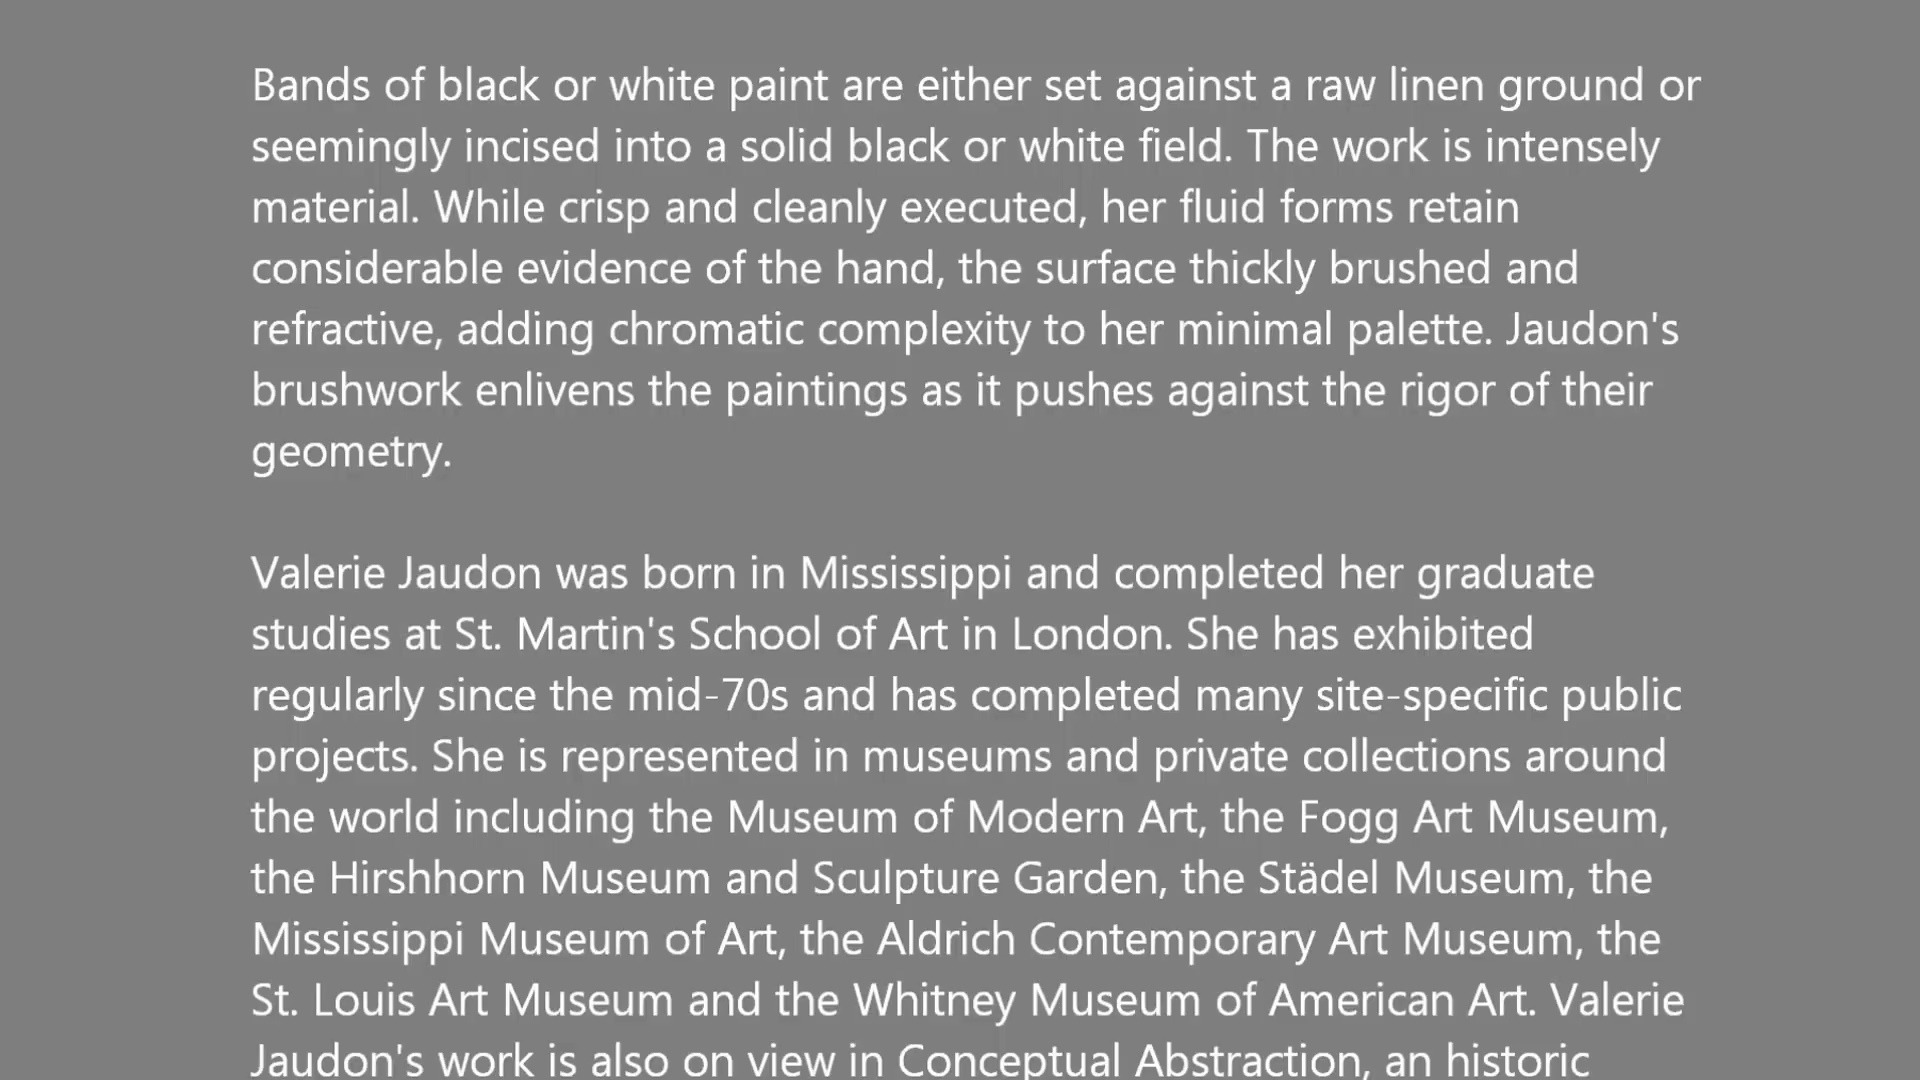 Bands of black or white paint are either set against a raw linen ground or
seemingly incised into a solid black or white field. The work is intensely
material. While crisp and cleanly executed, her fluid forms retain
considerable evidence of the hand, the surface thickly brushed and
refractive, adding chromatic complexity to her minimal palette. Jaudon's
brushwork enlivens the paintings as it pushes against the rigor of their
geometry.
Valerie Jaudon was born in Mississippi and completed her graduate
studies at St. Martin's School of Art in London. She has exhibited
regularly since the mid-70s and has completed many site-specific public
projects. She is represented in museums and private collections around
the world including the Museum of Modern Art, the Fogg Art Museum,
the Hirshhorn Museum and Sculpture Garden, the Städel Museum, the
Mississippi Museum of Art, the Aldrich Contemporary Art Museum, the
St. Louis Art Museum and the Whitney Museum of American Art. Valerie
Jaudon's work is also on view in Conceptual Abstraction, an historic